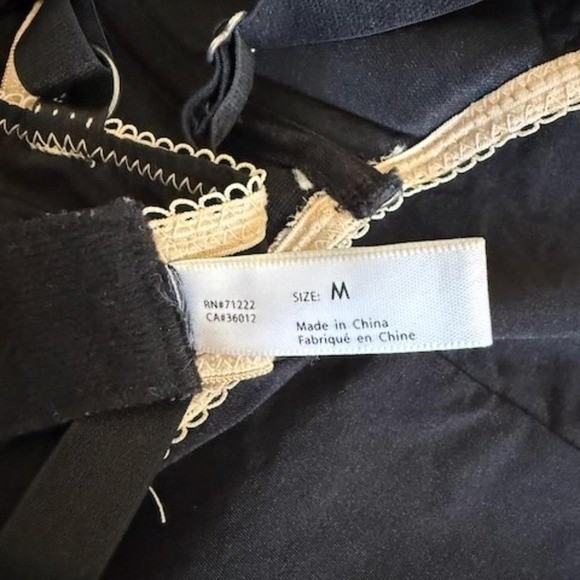 RN#71222
CA#36012
SIZE: M
Made in China
Fabriqué en Chine